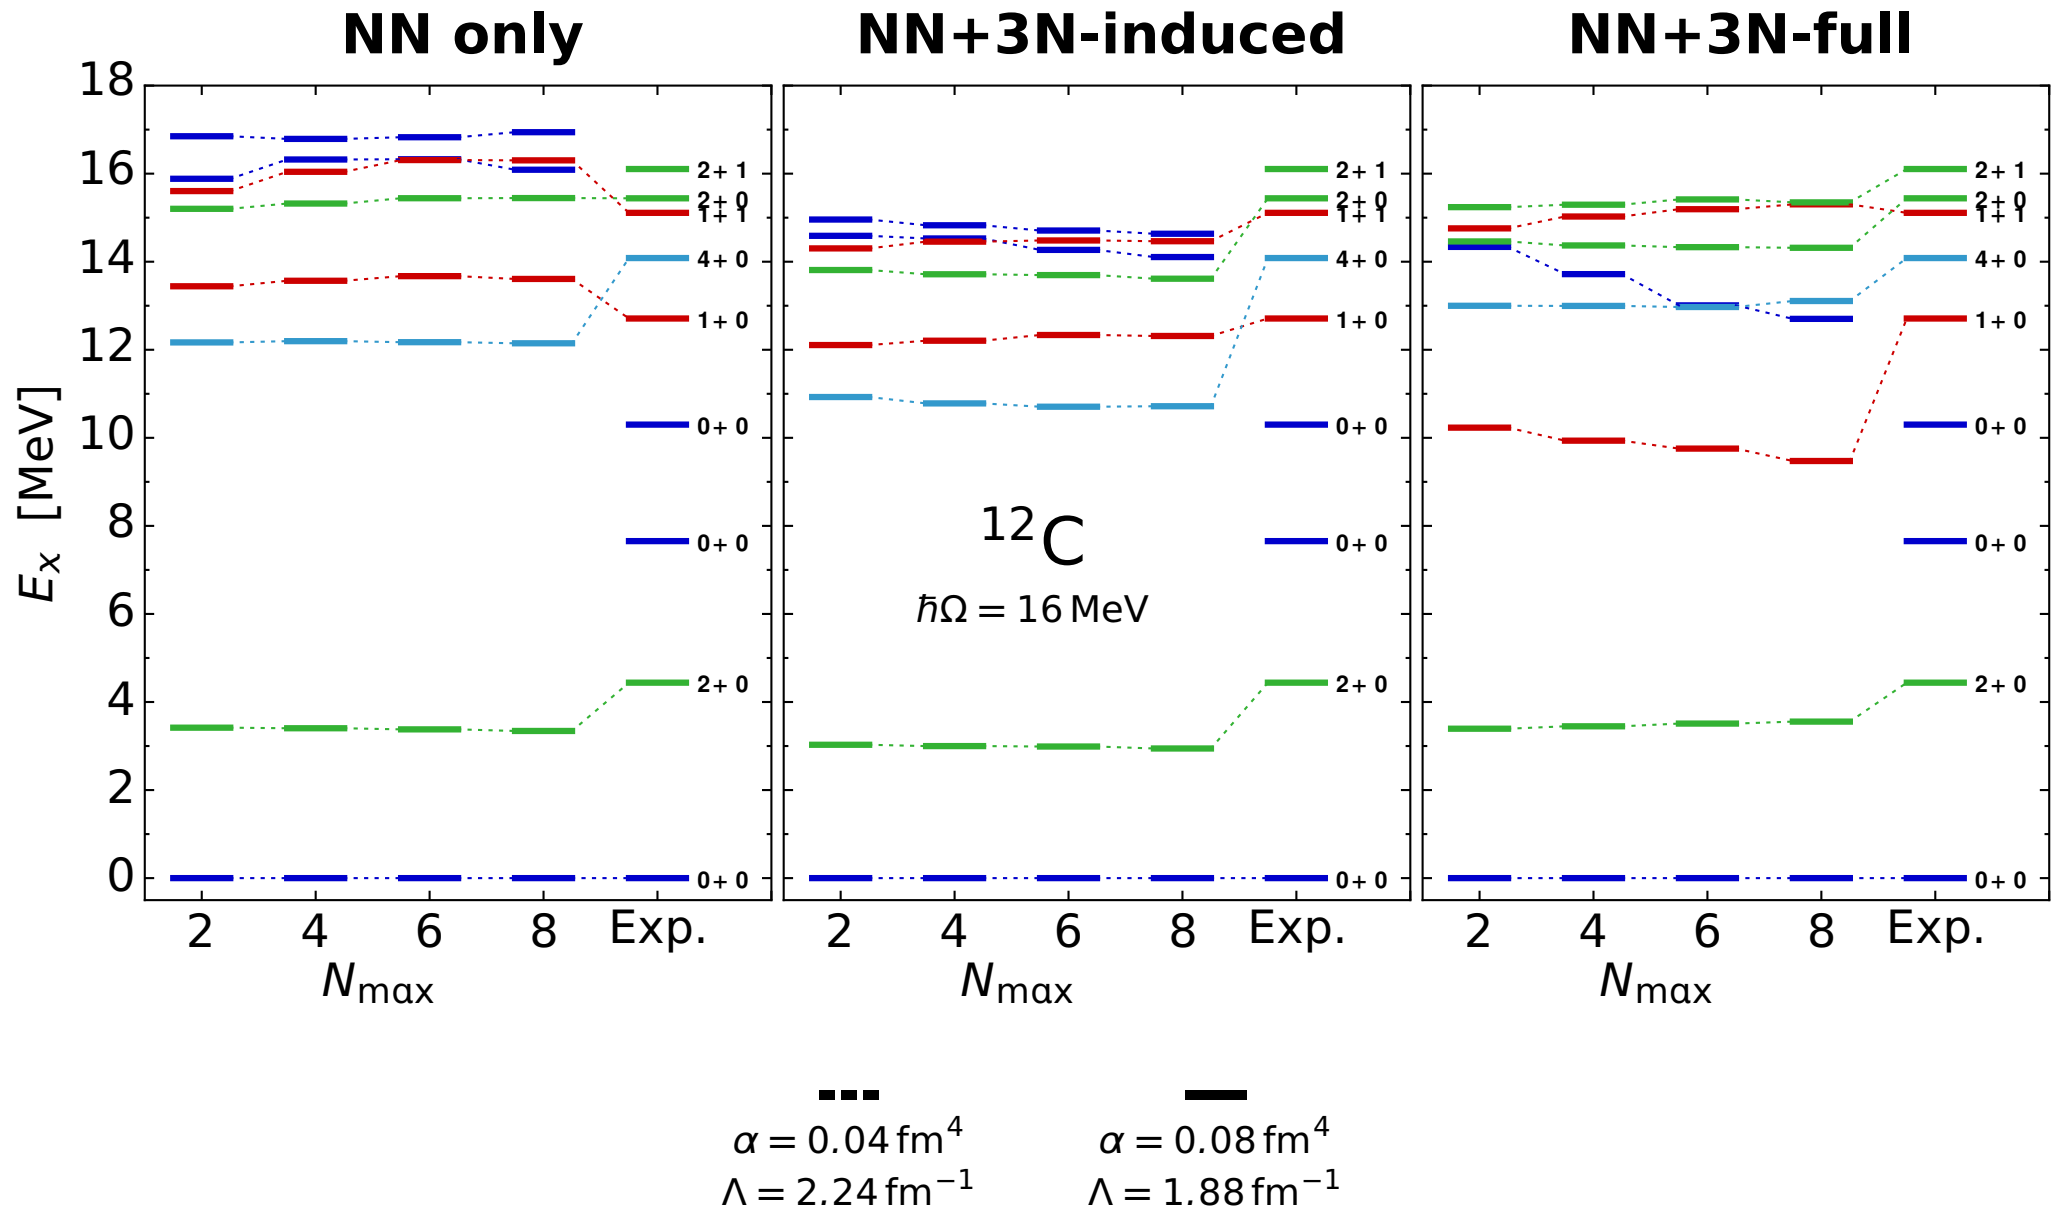 NN only
NN+3N-induced
NN+3N-full
18
16
14
12
10
8
6
4
2
0
E_x [MeV]
2+ 1
2+ 0
1+ 1
4+ 0
1+ 0
0+ 0
0+ 0
2+ 0
0+ 0
2+ 1
2+ 0
1+ 1
4+ 0
1+ 0
0+ 0
0+ 0
2+ 0
0+ 0
2+ 1
2+ 0
1+ 1
4+ 0
1+ 0
0+ 0
0+ 0
2+ 0
0+ 0
¹²C
ℏΩ = 16 MeV
2 4 6 8 Exp.
2 4 6 8 Exp.
2 4 6 8 Exp.
N_max
N_max
N_max
α = 0.04 fm⁴
Λ = 2.24 fm⁻¹
α = 0.08 fm⁴
Λ = 1.88 fm⁻¹